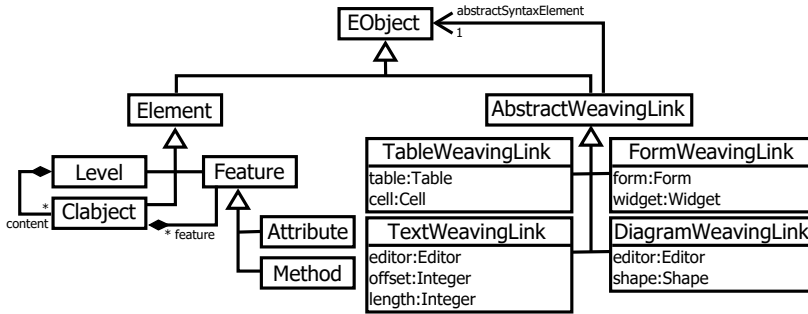 EObject
abstractSyntaxElement
1
Element
AbstractWeavingLink
Level
Feature
Clabject
*
content
* feature
Attribute
Method
TableWeavingLink
table:Table
cell:Cell
FormWeavingLink
form:Form
widget:Widget
TextWeavingLink
editor:Editor
offset:Integer
length:Integer
DiagramWeavingLink
editor:Editor
shape:Shape